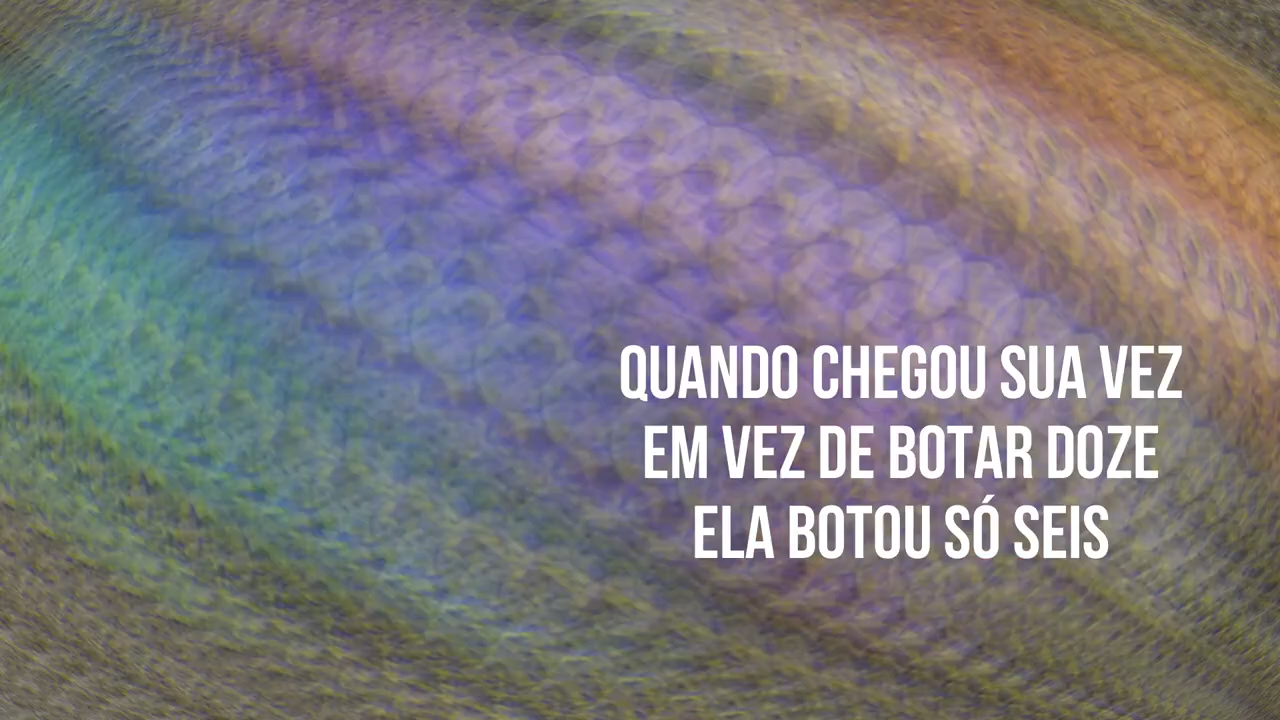 QUANDO CHEGOU SUA VEZ
EM VEZ DE BOTAR DOZE
ELA BOTOU SÓ SEIS